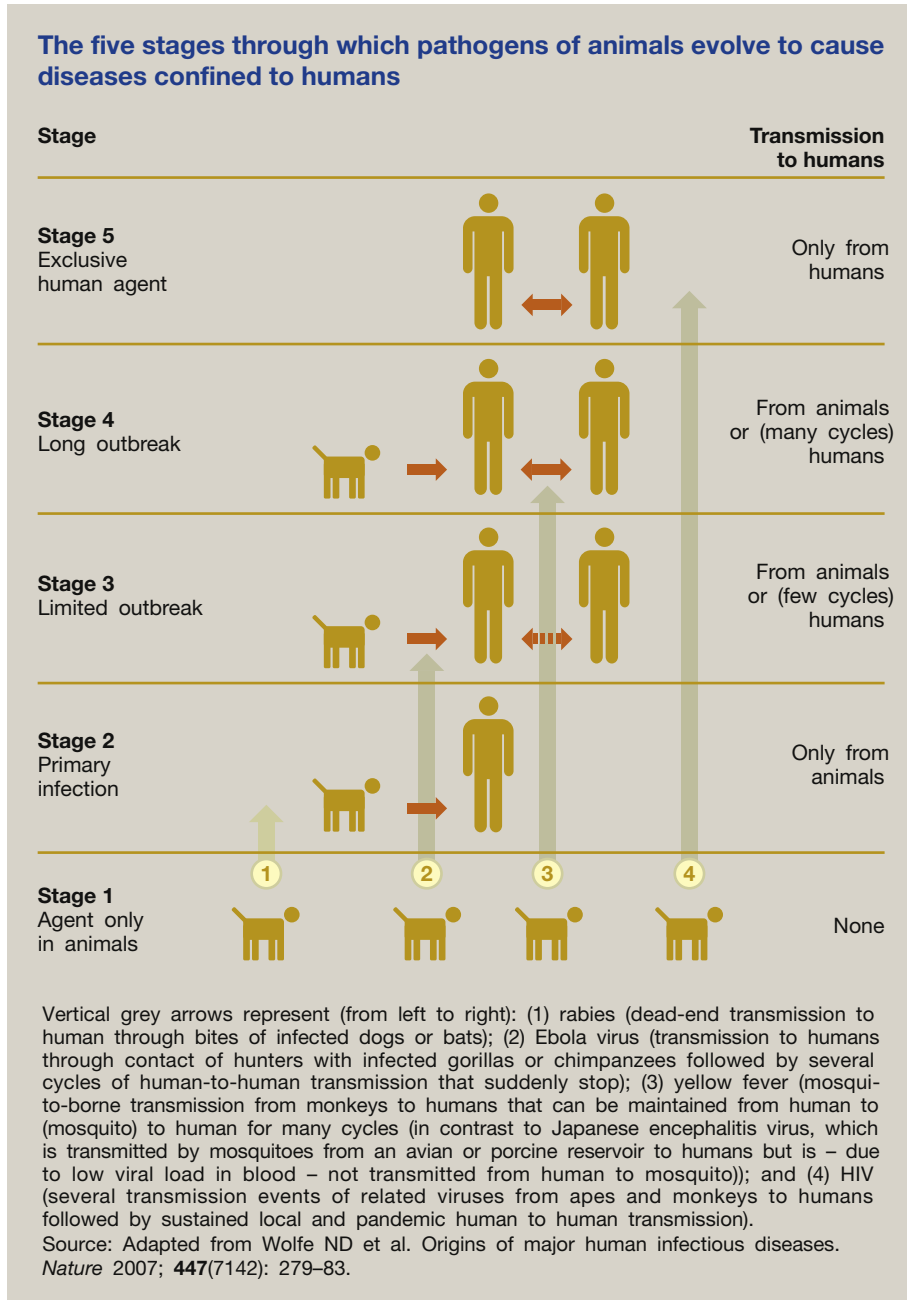 The five stages through which pathogens of animals evolve to cause
diseases confined to humans
Stage
Transmission
to humans
Stage 5
Exclusive
human agent
Only from
humans
Stage 4
Long outbreak
From animals
or (many cycles)
humans
Stage 3
Limited outbreak
From animals
or (few cycles)
humans
Stage 2
Primary
infection
Only from
animals
1
2
3
4
Stage 1
Agent only
in animals
None
Vertical grey arrows represent (from left to right): (1) rabies (dead-end transmission to
human through bites of infected dogs or bats); (2) Ebola virus (transmission to humans
through contact of hunters with infected gorillas or chimpanzees followed by several
cycles of human-to-human transmission that suddenly stop); (3) yellow fever (mosqui-
to-borne transmission from monkeys to humans that can be maintained from human to
(mosquito) to human for many cycles (in contrast to Japanese encephalitis virus, which
is transmitted by mosquitoes from an avian or porcine reservoir to humans but is – due
to low viral load in blood – not transmitted from human to mosquito)); and (4) HIV
(several transmission events of related viruses from apes and monkeys to humans
followed by sustained local and pandemic human to human transmission).
Source: Adapted from Wolfe ND et al. Origins of major human infectious diseases.
Nature 2007; 447(7142): 279–83.